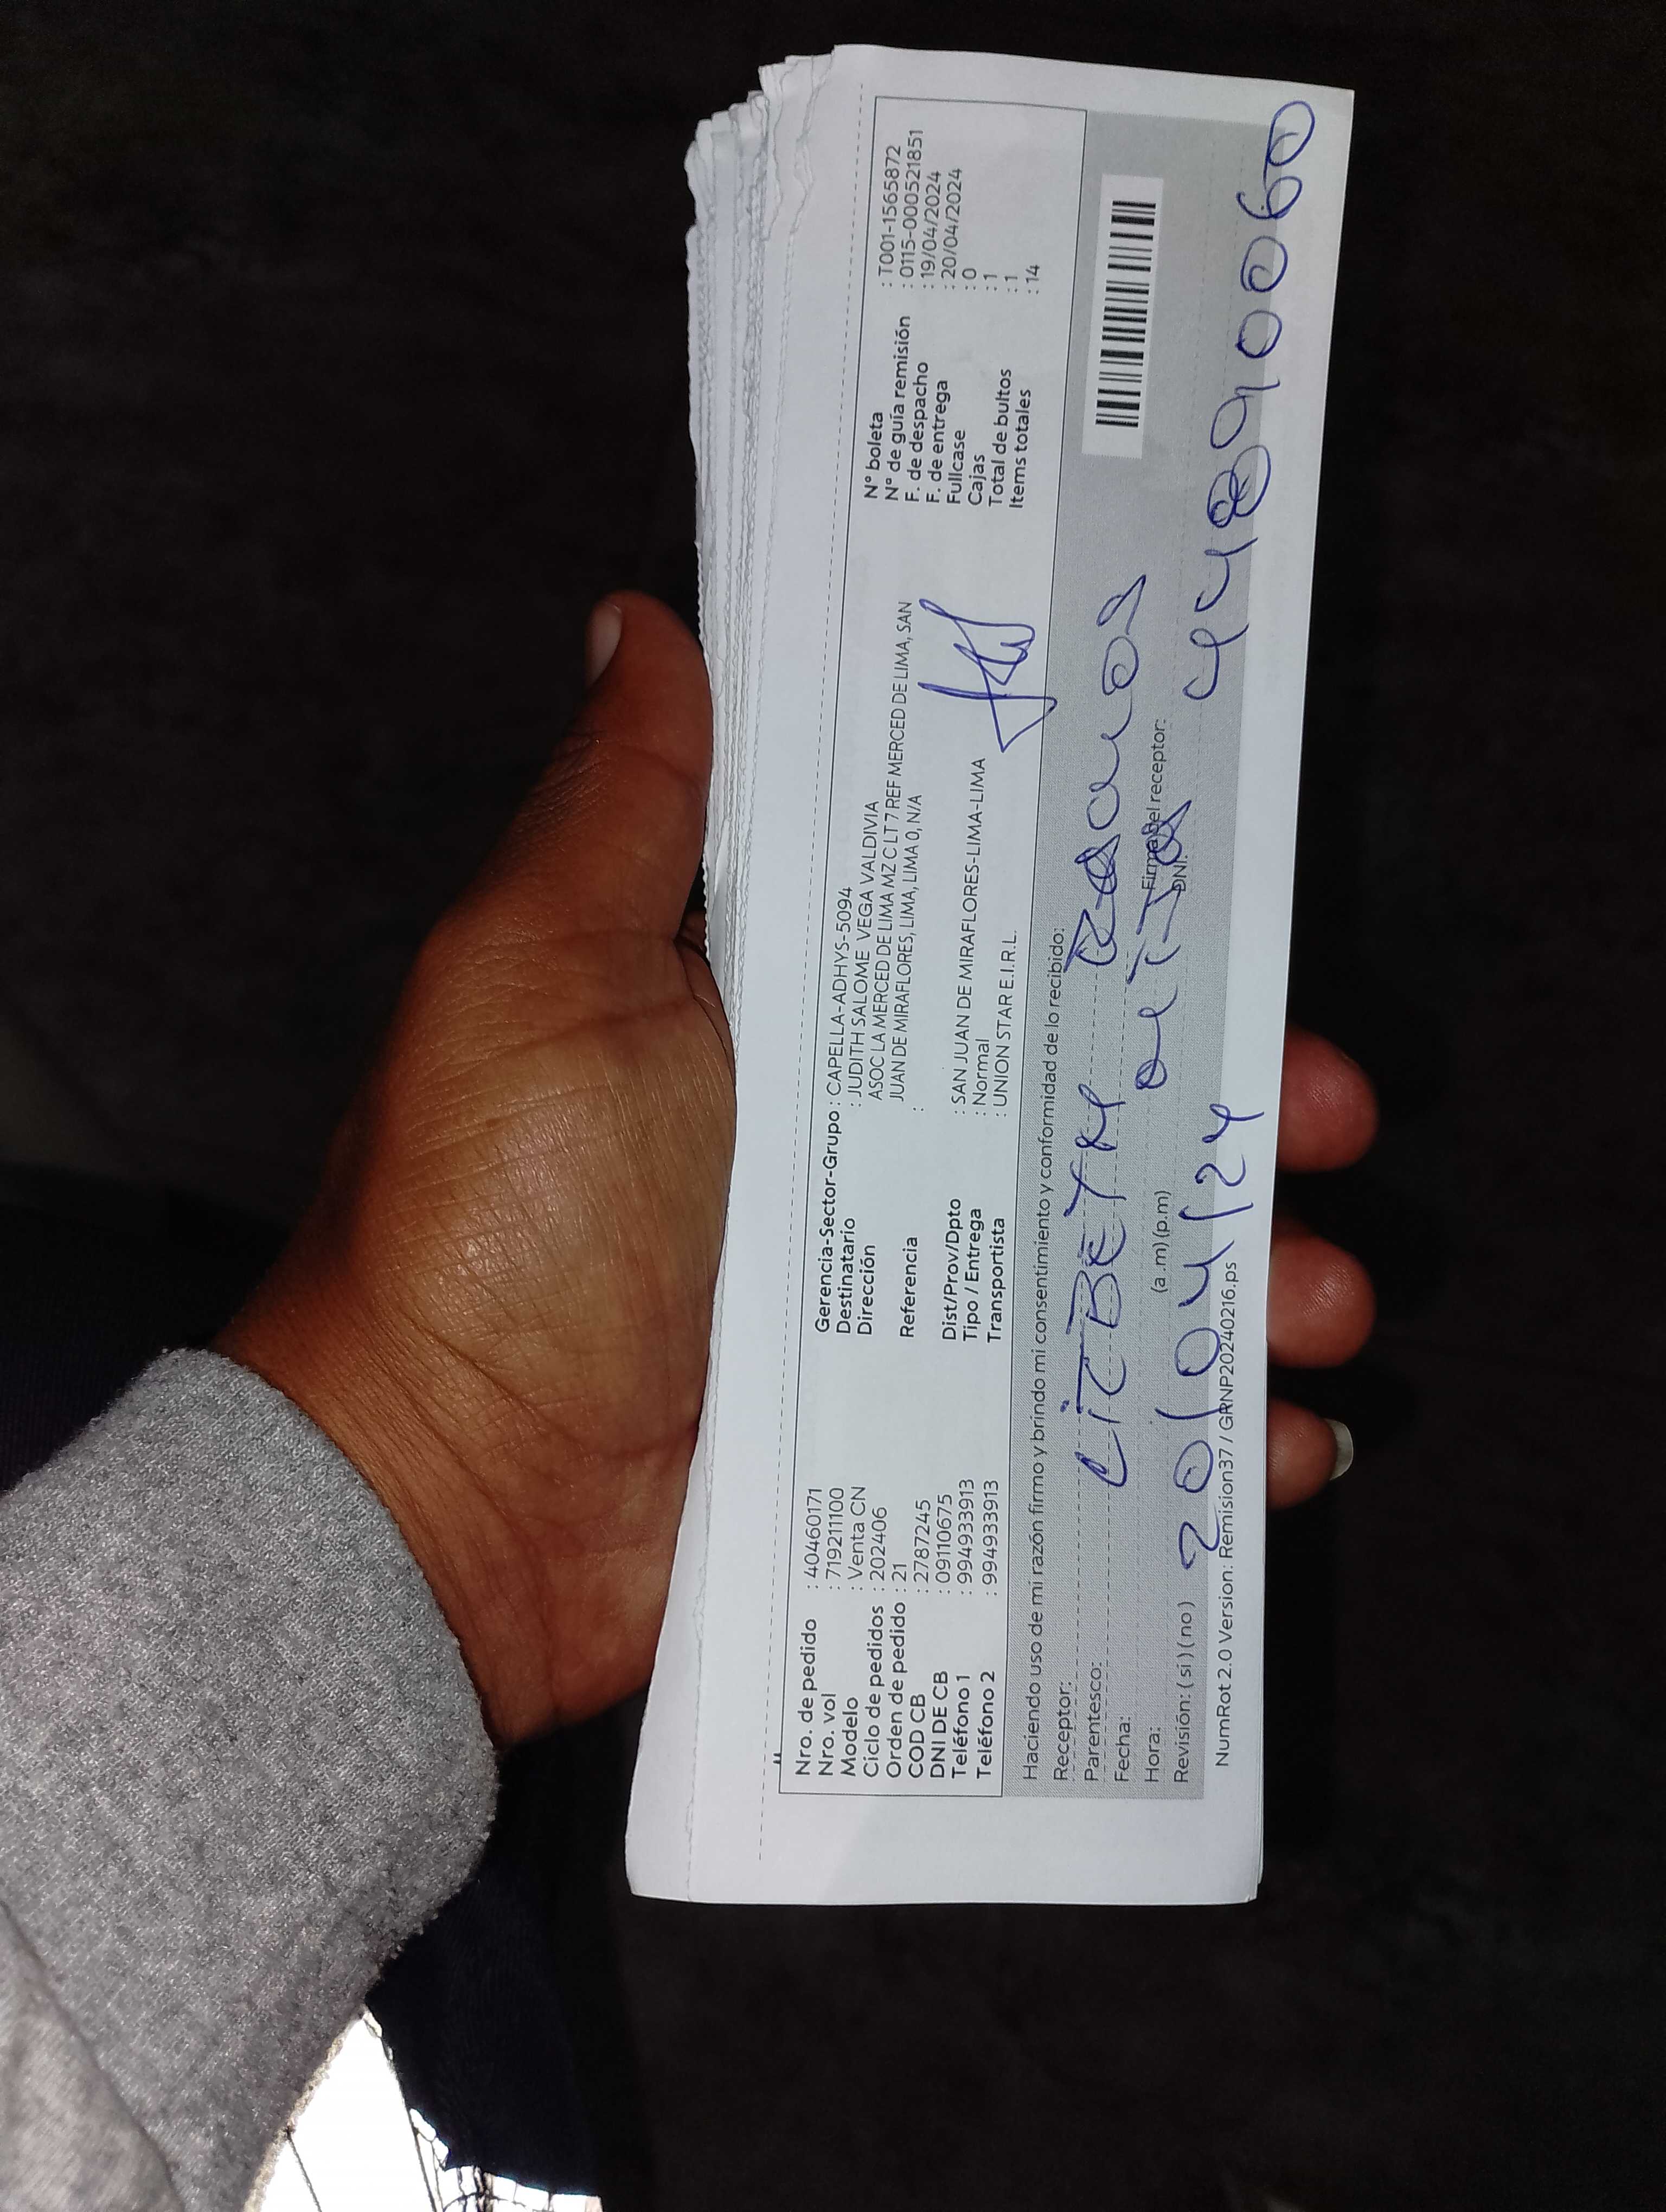 Nro. de pedido : 40460171
Nro. vol : 719211100
Modelo : Venta CN
Ciclo de pedidos : 202406
Orden de pedido : 21
COD CB : 2787245
DNI DE CB : 09110675
Teléfono 1 : 994933913
Teléfono 2 : 994933913
Gerencia-Sector-Grupo : CAPELLA-ADHYS-5094
Destinatario : JUDITH SALOME VEGA VALDIVIA
Dirección ASOC LA MERCED DE LIMA MZ C LT 7 REF MERCED DE LIMA, SAN
JUAN DE MIRAFLORES, LIMA, LIMA 0, N/A
Referencia :
Dist/Prov/Dpto : SAN JUAN DE MIRAFLORES-LIMA-LIMA
Tipo / Entrega : Normal
Transportista : UNION STAR E.I.R.L.
N° boleta : T001-1565872
N° de guía remisión : 0115-000521851
F. de despacho : 19/04/2024
F. de entrega : 20/04/2024
Fullcase : 0
Cajas : 1
Total de bultos : 1
Items totales : 14
Haciendo uso de mi razón firmo y brindo mi consentimiento y conformidad de lo recibido:
Receptor:
Parentesco:
Fecha:
Hora: (a .m) (p.m)
Revisión: ( si ) ( no )
Firma del receptor:
DNI:
20/04/24
NumRot 2.0 Version: Remision37 / GRNP20240216.ps